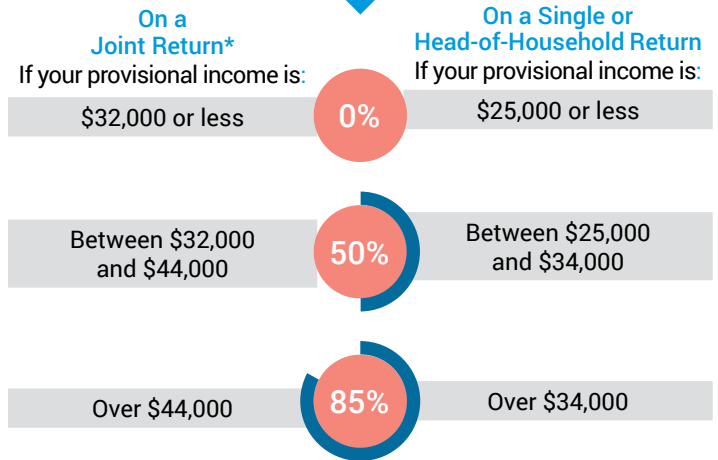 On a
Joint Return*
If your provisional income is:
On a Single or
Head-of-Household Return
If your provisional income is:
$32,000 or less
0%
$25,000 or less
Between $32,000
and $44,000
50%
Between $25,000
and $34,000
Over $44,000
85%
Over $34,000